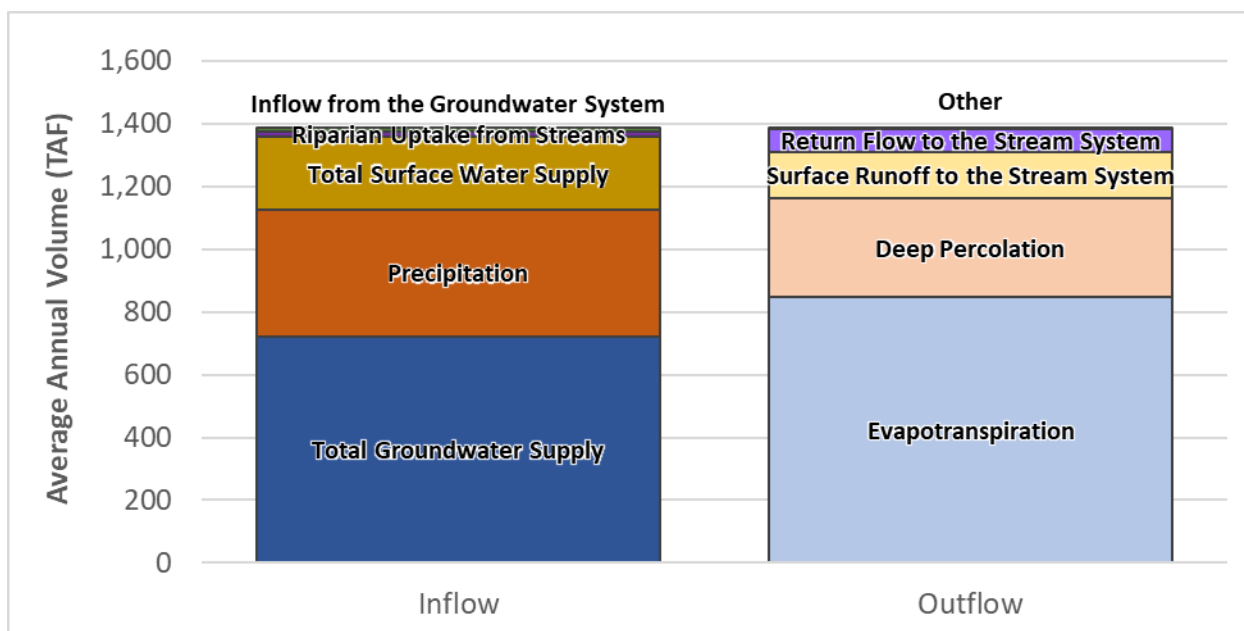 1,600
1,400
1,200
1,000
800
600
400
200
0
Average Annual Volume (TAF)
Inflow from the Groundwater System
Riparian Uptake from Streams
Total Surface Water Supply
Precipitation
Total Groundwater Supply
Other
Return Flow to the Stream System
Surface Runoff to the Stream System
Deep Percolation
Evapotranspiration
Inflow
Outflow